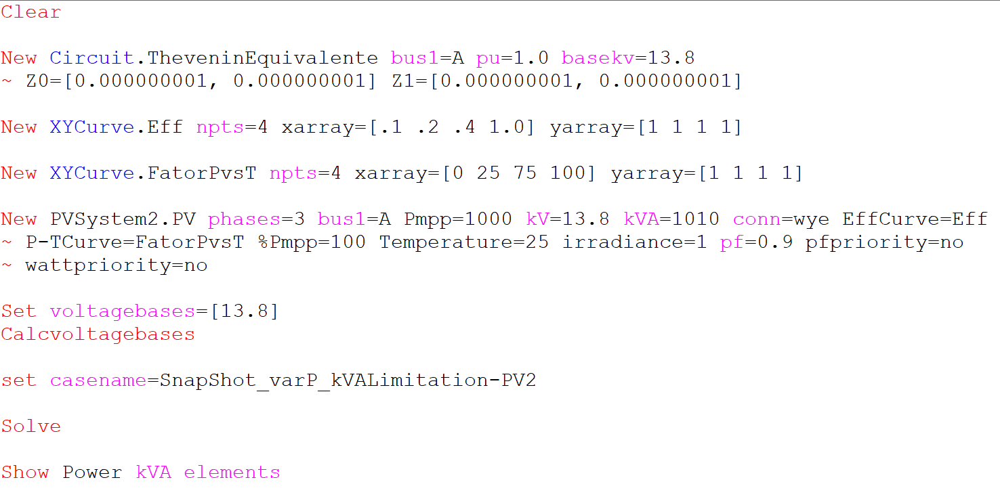 Clear
New Circuit.TheveninEquivalente bus1=A pu=1.0 basekv=13.8
~ Z0=[0.000000001, 0.000000001] Z1=[0.000000001, 0.000000001]
New XYCurve.Eff npts=4 xarray=[.1 .2 .4 1.0] yarray=[1 1 1 1]
New XYCurve.FatorPvsT npts=4 xarray=[0 25 75 100] yarray=[1 1 1 1]
New PVSystem2.PV phases=3 bus1=A Pmpp=1000 kV=13.8 kVA=1010 conn=wye EffCurve=Eff
~ P-TCurve=FatorPvsT %Pmpp=100 Temperature=25 irradiance=1 pf=0.9 pfpriority=no
~ wattpriority=no
Set voltagebases=[13.8]
Calcvoltagebases
set casename=SnapShot_varP_kVALimitation-PV2
Solve
Show Power kVA elements